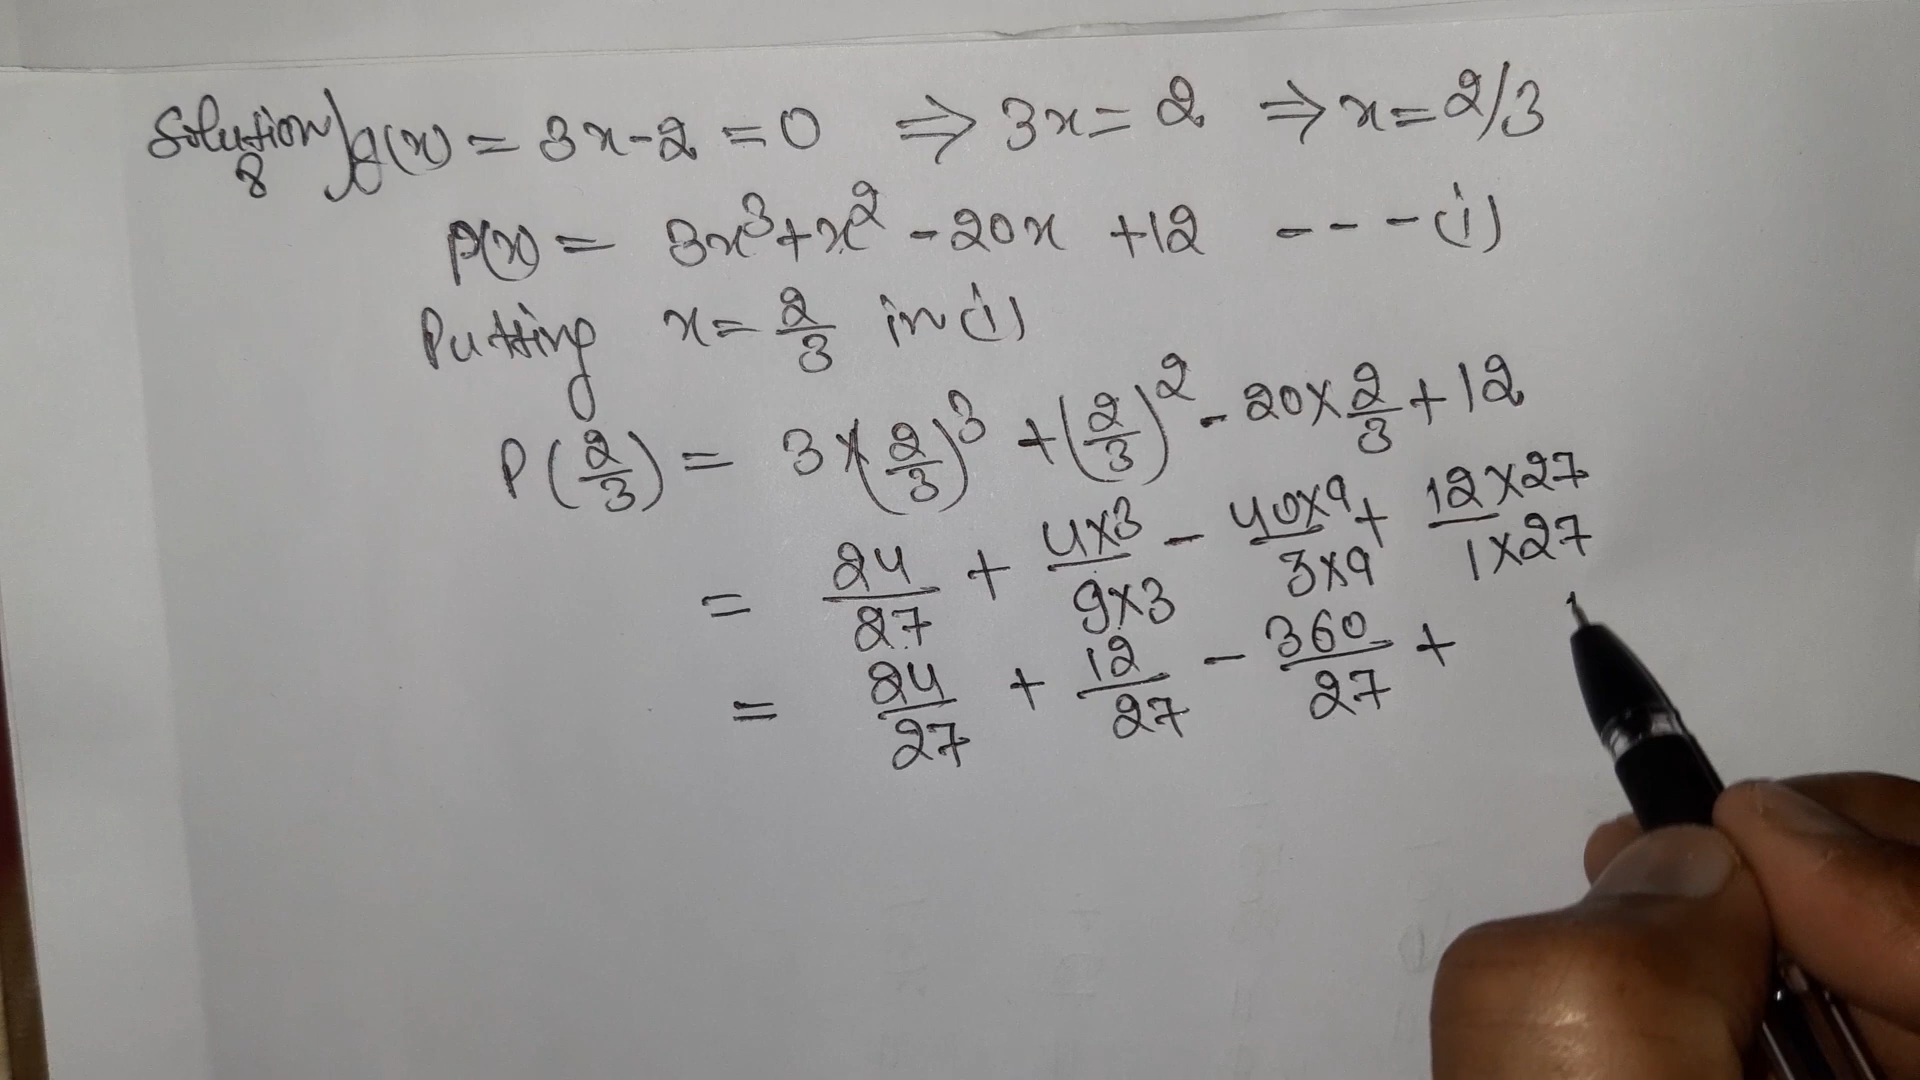 Solution 8) g(x) = 3x-2 = 0 ⇒ 3x = 2 ⇒ x = 2/3
P(x) = 3x³+x² -20x +12 ---(i)
Putting x= 2/3 in (i)
P(2/3) = 3×(2/3)³ +(2/3)² - 20×2/3 + 12
= 24/27 + 4×3/9×3 - 40×9/3×9 + 12×27/1×27
= 24/27 + 12/27 - 360/27 +